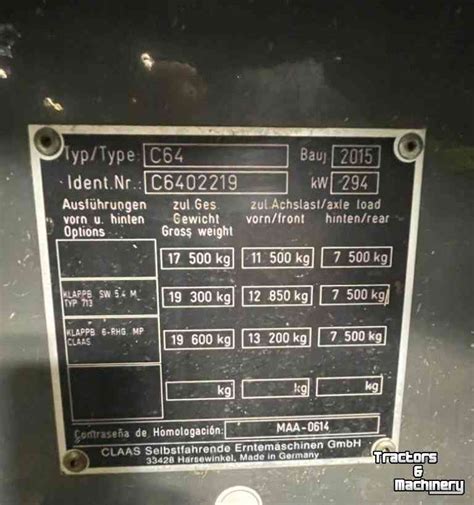 Typ/Type: C64 Bauj 2015
Ident.Nr.: C6402219 kW 294
Ausführungen zul.Ges. zul.Achslast/axle load
vorn u. hinten Gewicht vorn/front hinten/rear
Options Gross weight
17 500 kg 11 500 kg 7 500 kg
KLAPPB. SW 5.4 M
TYP 713
19 300 kg 12 850 kg 7 500 kg
KLAPPB. 6-RHG. MP
CLAAS
19 600 kg 13 200 kg 7 500 kg
kg kg kg
Contraseña de Homologación: MAA-0614
CLAAS Selbstfahrende Erntemaschinen GmbH
33428 Harsewinkel, Made in Germany
Tractors
&
Machinery